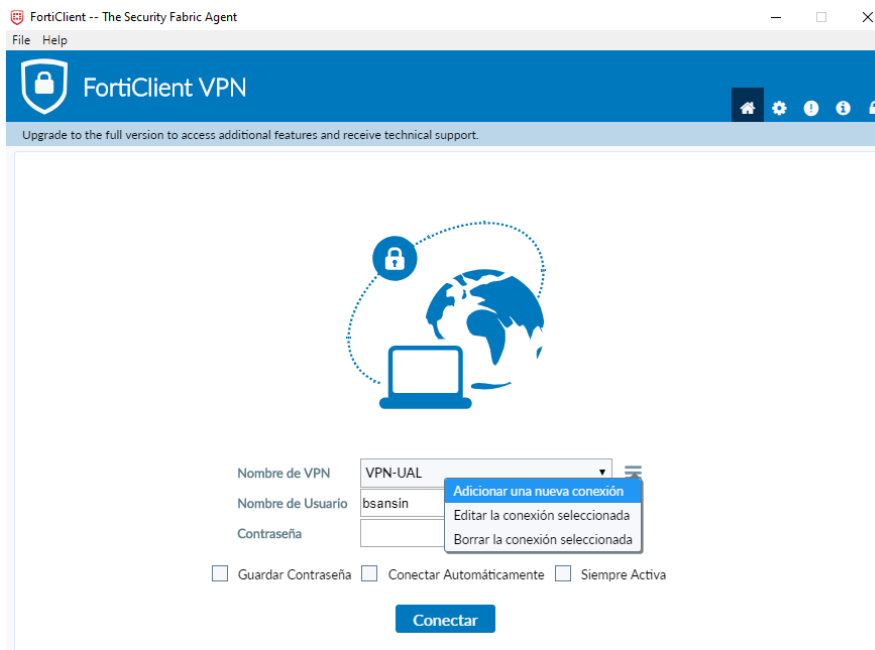 FortiClient -- The Security Fabric Agent
File Help
FortiClient VPN
Upgrade to the full version to access additional features and receive technical support.
Nombre de VPN VPN-UAL
Adicionar una nueva conexión
Nombre de Usuario bsansin
Editar la conexión seleccionada
Contraseña
Borrar la conexión seleccionada
Guardar Contraseña Conectar Automáticamente Siempre Activa
Conectar